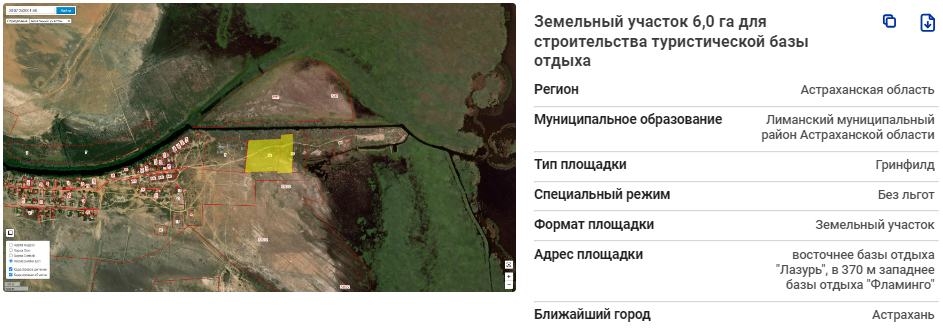 Земельный участок 6,0 га для
строительства туристической базы
отдыха
Регион
Астраханская область
Муниципальное образование
Лиманский муниципальный
район Астраханской области
Тип площадки
Гринфилд
Специальный режим
Без льгот
Формат площадки
Земельный участок
Адрес площадки
восточнее базы отдыха
"Лазурь", в 370 м западнее
базы отдыха "Фламинго"
Ближайший город
Астрахань